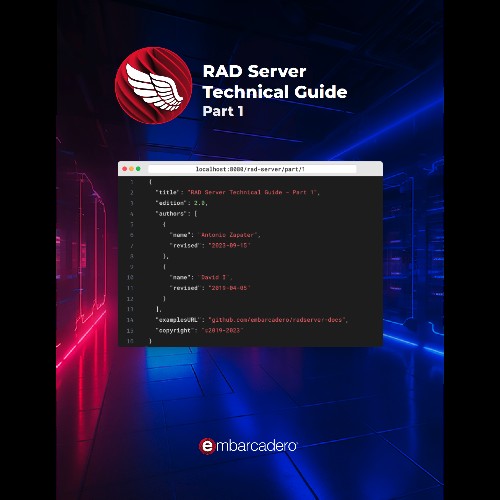 RAD Server
Technical Guide
Part 1
localhost:8080/rad-server/part/1
1 {
2 "title": "RAD Server Technical Guide - Part 1",
3 "edition": 2.0,
4 "authors": [
5 {
6 "name": "Antonio Zapater",
7 "revised": "2023-09-15"
8 },
9 {
10 "name": "David I",
11 "revised": "2019-04-05"
12 }
13 ],
14 "examplesURL": "github.com/embarcadero/radserver-docs",
15 "copyright": "©2019-2023"
16 }
embarcadero